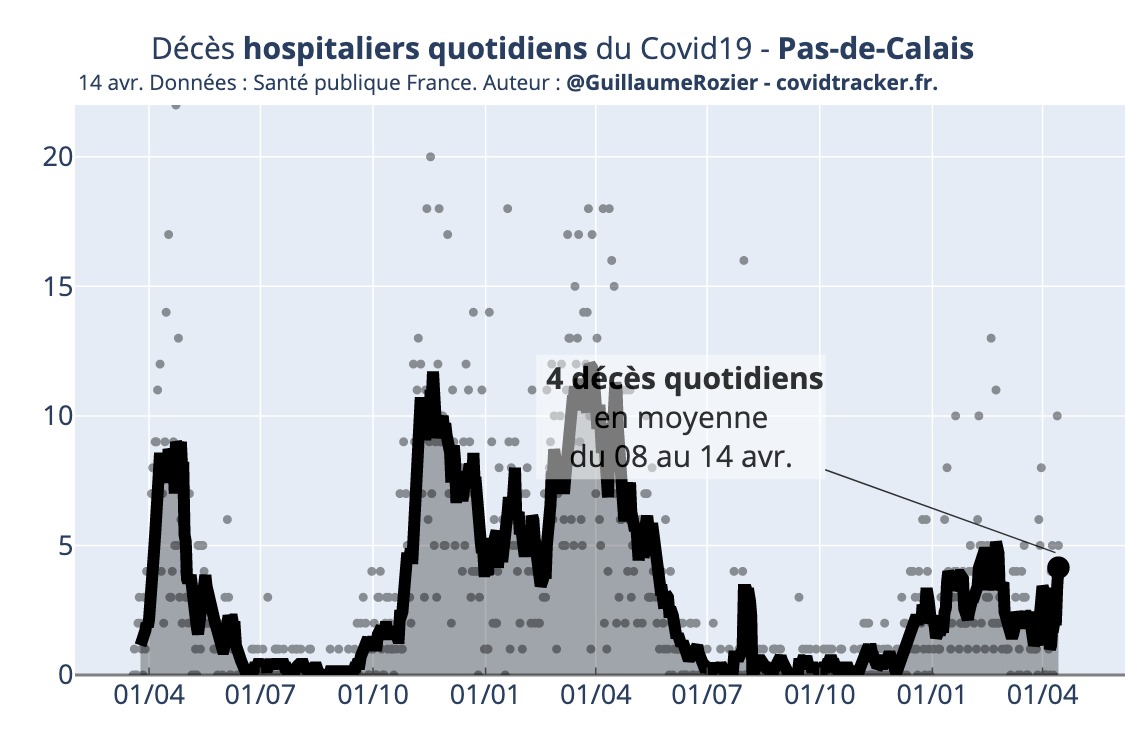 Décès hospitaliers quotidiens du Covid19 - Pas-de-Calais
14 avr. Données : Santé publique France. Auteur : @GuillaumeRozier - covidtracker.fr.
20
15
10
5
0
4 décès quotidiens
en moyenne
du 08 au 14 avr.
01/04 01/07 01/10 01/01 01/04 01/07 01/10 01/01 01/04